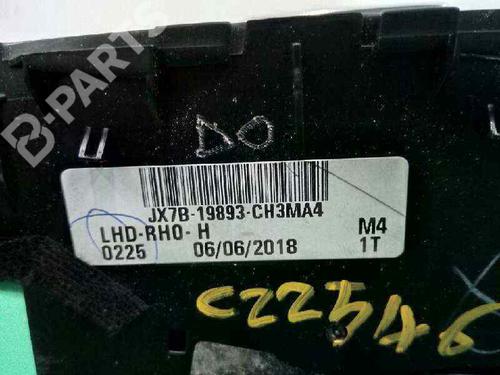 B-PARTS
U DO U
JX7B-19893-CH3MA4
LHD-RHO- H M4
0225 06/06/2018 1T
C22546